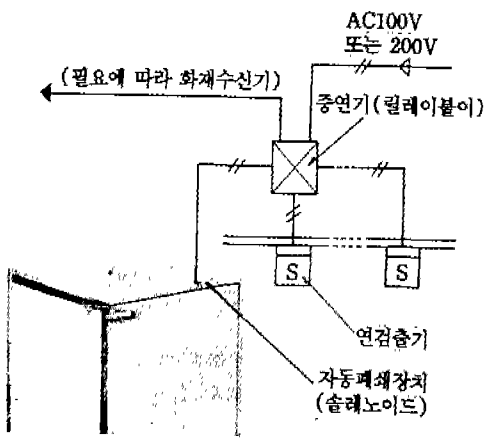 AC100V
또는 200V
(필요에 따라 화재수신기)
중연기(릴레이붙이)
S
S
연감출기
자동폐쇄장치
(솔레노이드)